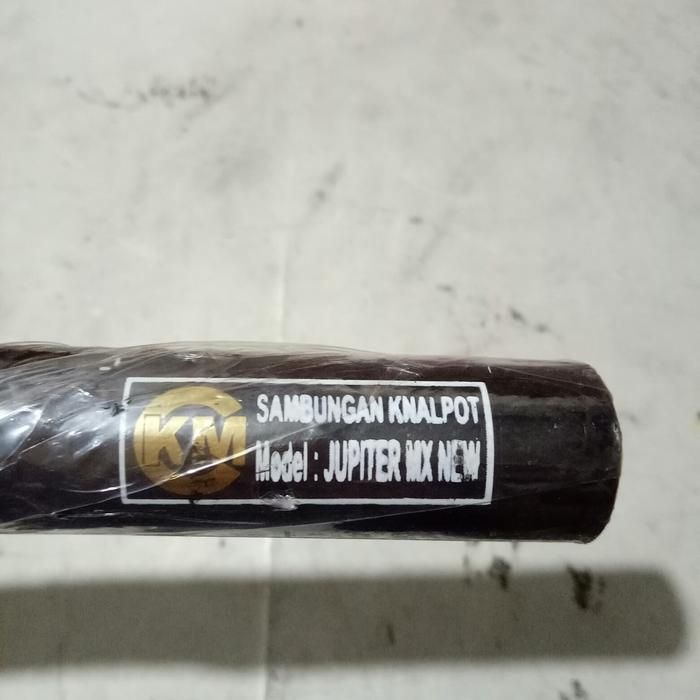 KM
SAMBUNGAN KNALPOT
Model : JUPITER MX NEW